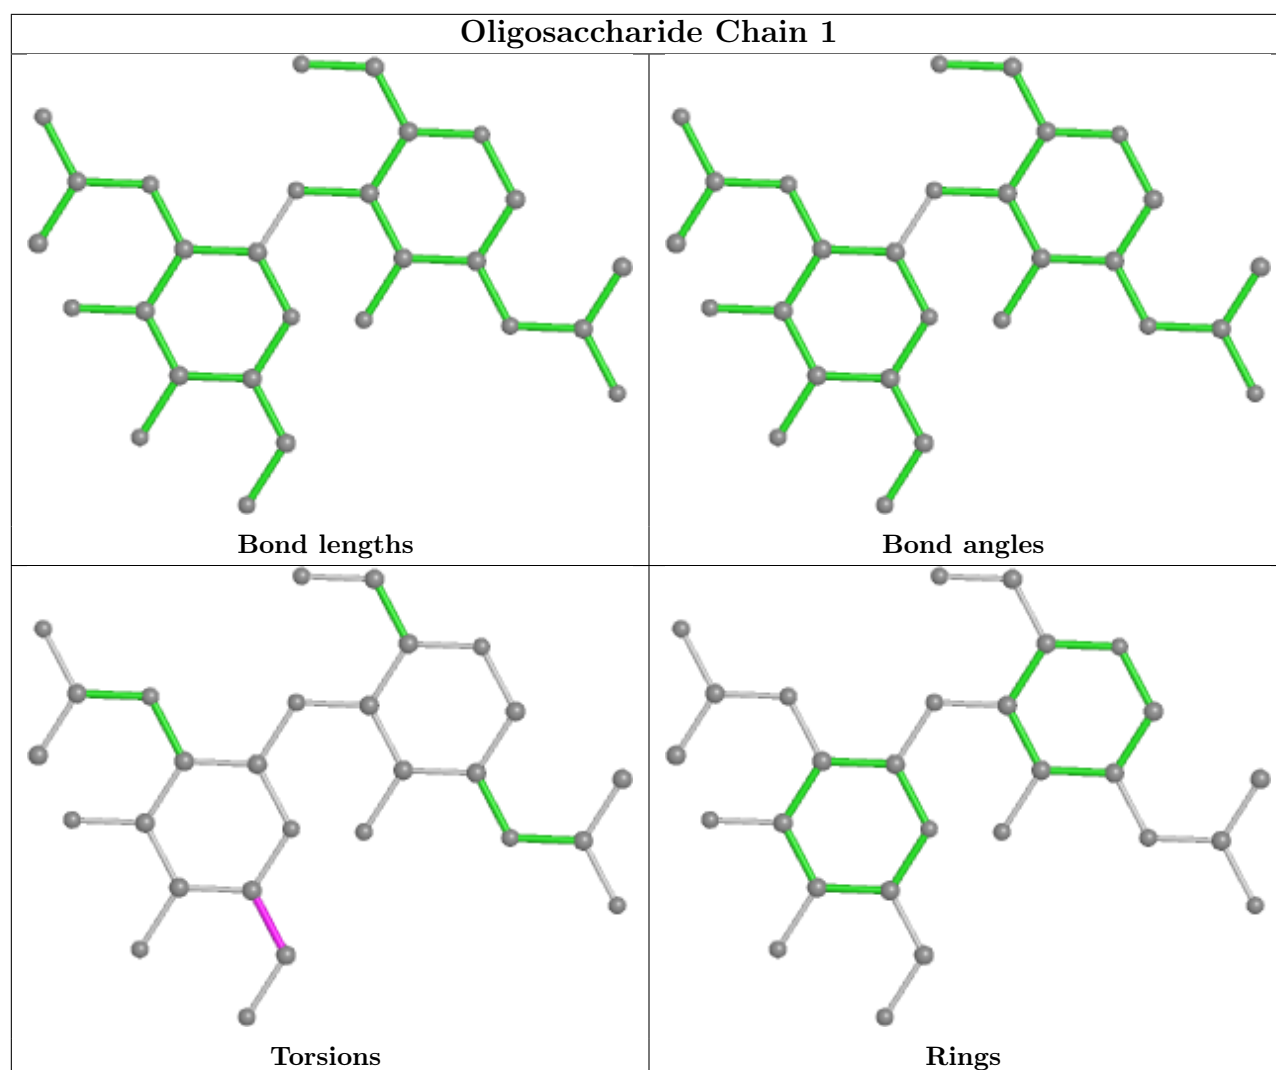 Oligosaccharide Chain 1
Bond lengths
Bond angles
Torsions
Rings